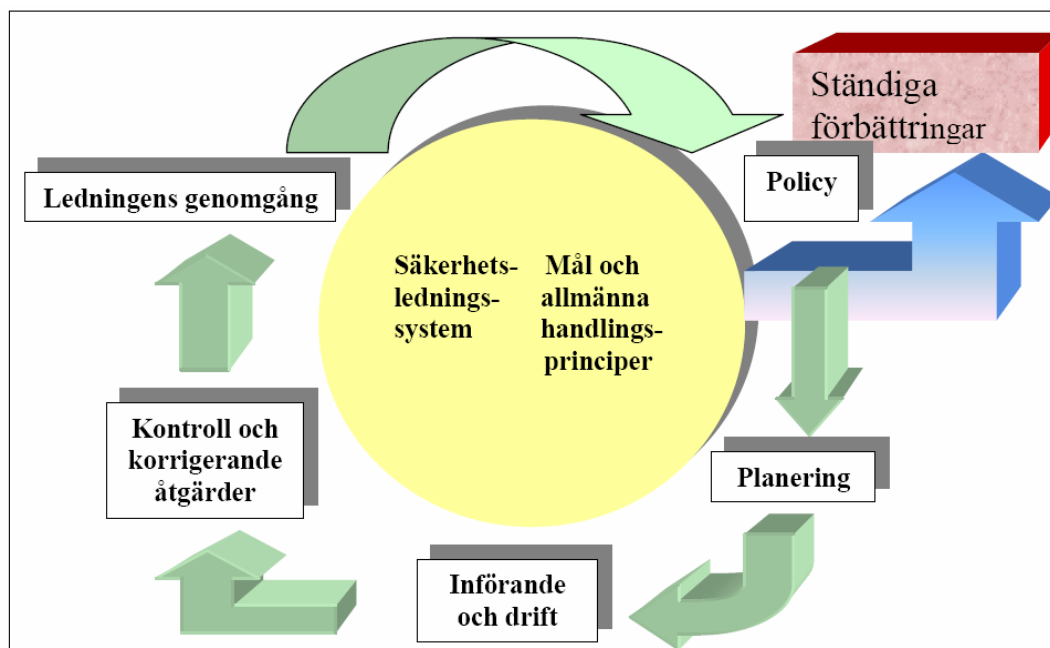 Ständiga
förbättringar
Policy
Ledningens genomgång
Säkerhets-
lednings-
system
Mål och
allmänna
handlings-
principer
Kontroll och
korrigerande
åtgärder
Planering
Införande
och drift